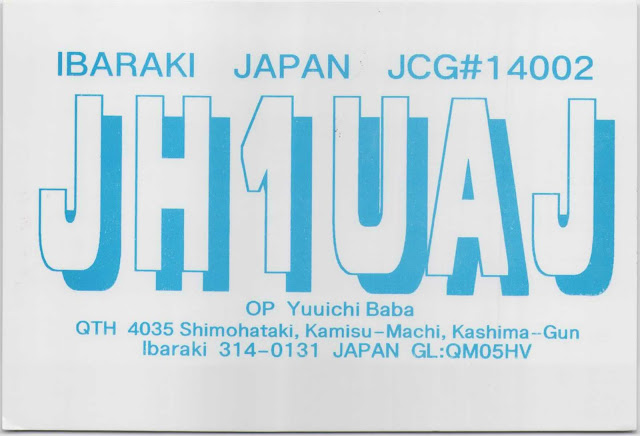 IBARAKI JAPAN JCG#14002
JH1UAJ
OP Yuuichi Baba
QTH 4035 Shimohataki, Kamisu-Machi, Kashima-Gun
Ibaraki 314-0131 JAPAN GL:QM05HV